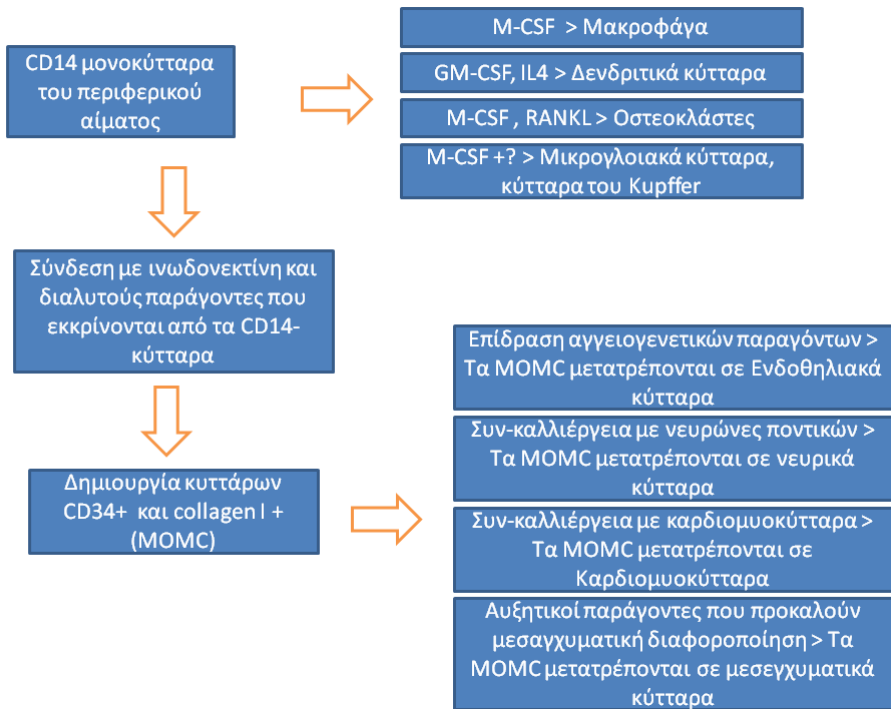 CD14 μονοκύτταρα
του περιφερικού
αίματος
M-CSF > Μακροφάγα
GM-CSF, IL4 > Δενδριτικά κύτταρα
M-CSF , RANKL > Οστεοκλάστες
M-CSF +? > Μικρογλοιακά κύτταρα,
κύτταρα του Kupffer
Σύνδεση με ινωδονεκτίνη και
διαλυτούς παράγοντες που
εκκρίνονται από τα CD14-
κύτταρα
Δημιουργία κυττάρων
CD34+ και collagen I +
(MOMC)
Επίδραση αγγειογενετικών παραγόντων >
Τα MOMC μετατρέπονται σε Ενδοθηλιακά
κύτταρα
Συν-καλλιέργεια με νευρώνες ποντικών >
Τα MOMC μετατρέπονται σε νευρικά
κύτταρα
Συν-καλλιέργεια με καρδιομυοκύτταρα >
Τα MOMC μετατρέπονται σε
Καρδιομυοκύτταρα
Αυξητικοί παράγοντες που προκαλούν
μεσαγχυματική διαφοροποίηση > Τα
MOMC μετατρέπονται σε μεσεγχυματικά
κύτταρα